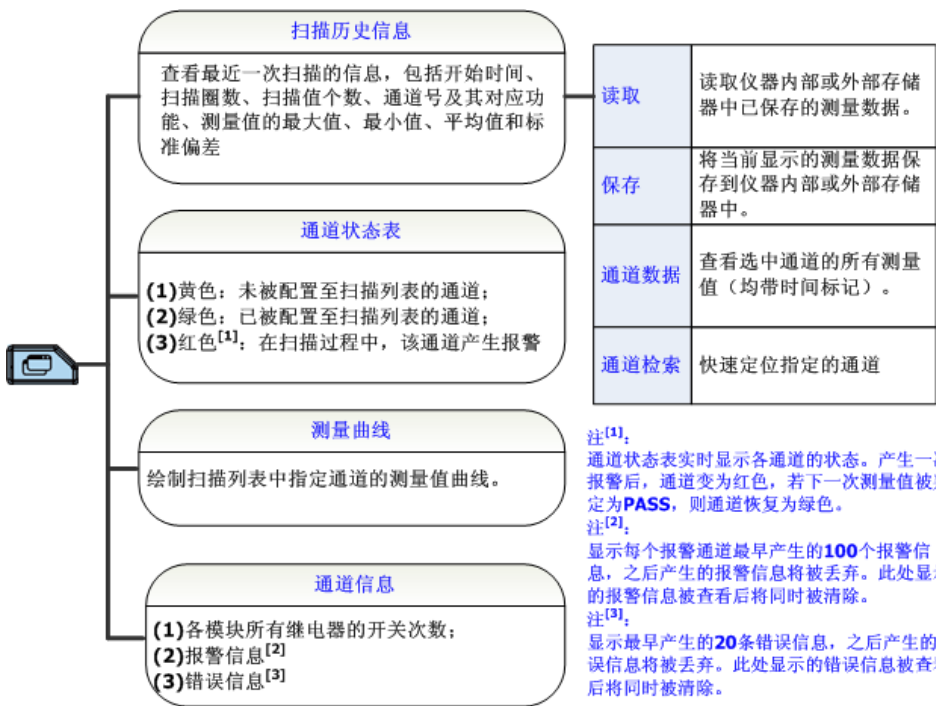 扫描历史信息
查看最近一次扫描的信息，包括开始时间、
扫描圈数、扫描值个数、通道号及其对应功
能、测量值的最大值、最小值、平均值和标
准偏差
读取
读取仪器内部或外部存储
器中已保存的测量数据。
保存
将当前显示的测量数据保
存到仪器内部或外部存储
器中。
通道数据
查看选中通道的所有测量
值（均带时间标记）。
通道检索
快速定位指定的通道
通道状态表
(1)黄色：未被配置至扫描列表的通道；
(2)绿色：已被配置至扫描列表的通道；
(3)红色[1]：在扫描过程中，该通道产生报警
测量曲线
绘制扫描列表中指定通道的测量值曲线。
通道信息
(1)各模块所有继电器的开关次数；
(2)报警信息[2]
(3)错误信息[3]
注[1]：
通道状态表实时显示各通道的状态。产生一
报警后，通道变为红色，若下一次测量值被
定为PASS，则通道恢复为绿色。
注[2]：
显示每个报警通道最早产生的100个报警信
息，之后产生的报警信息将被丢弃。此处显
的报警信息被查看后将同时被清除。
注[3]：
显示最早产生的20条错误信息，之后产生的
误信息将被丢弃。此处显示的错误信息被查
后将同时被清除。